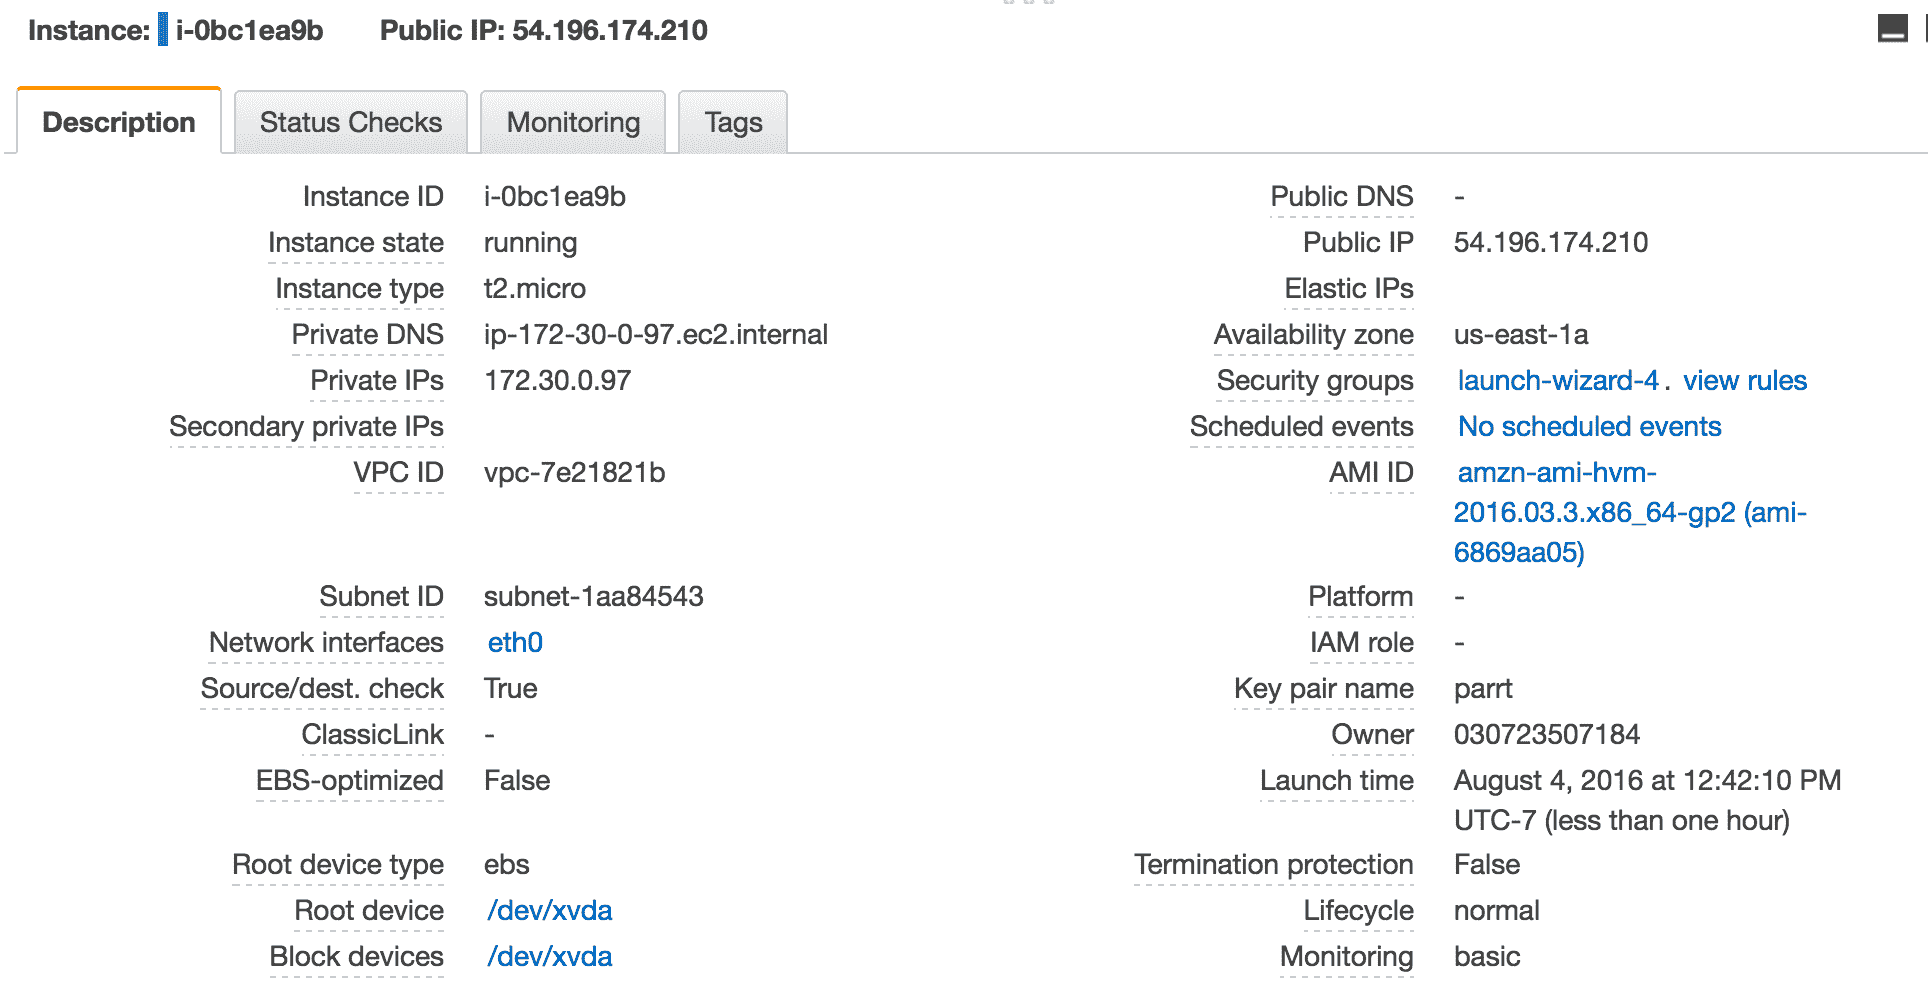 Instance: i-0bc1ea9b Public IP: 54.196.174.210
Description Status Checks Monitoring Tags
Instance ID i-0bc1ea9b
Instance state running
Instance type t2.micro
Private DNS ip-172-30-0-97.ec2.internal
Private IPs 172.30.0.97
Secondary private IPs
VPC ID vpc-7e21821b
Subnet ID subnet-1aa84543
Network interfaces eth0
Source/dest. check True
ClassicLink -
EBS-optimized False
Root device type ebs
Root device /dev/xvda
Block devices /dev/xvda
Public DNS -
Public IP 54.196.174.210
Elastic IPs
Availability zone us-east-1a
Security groups launch-wizard-4. view rules
Scheduled events No scheduled events
AMI ID amzn-ami-hvm-
2016.03.3.x86_64-gp2 (ami-
6869aa05)
Platform -
IAM role -
Key pair name parrt
Owner 030723507184
Launch time August 4, 2016 at 12:42:10 PM
UTC-7 (less than one hour)
Termination protection False
Lifecycle normal
Monitoring basic